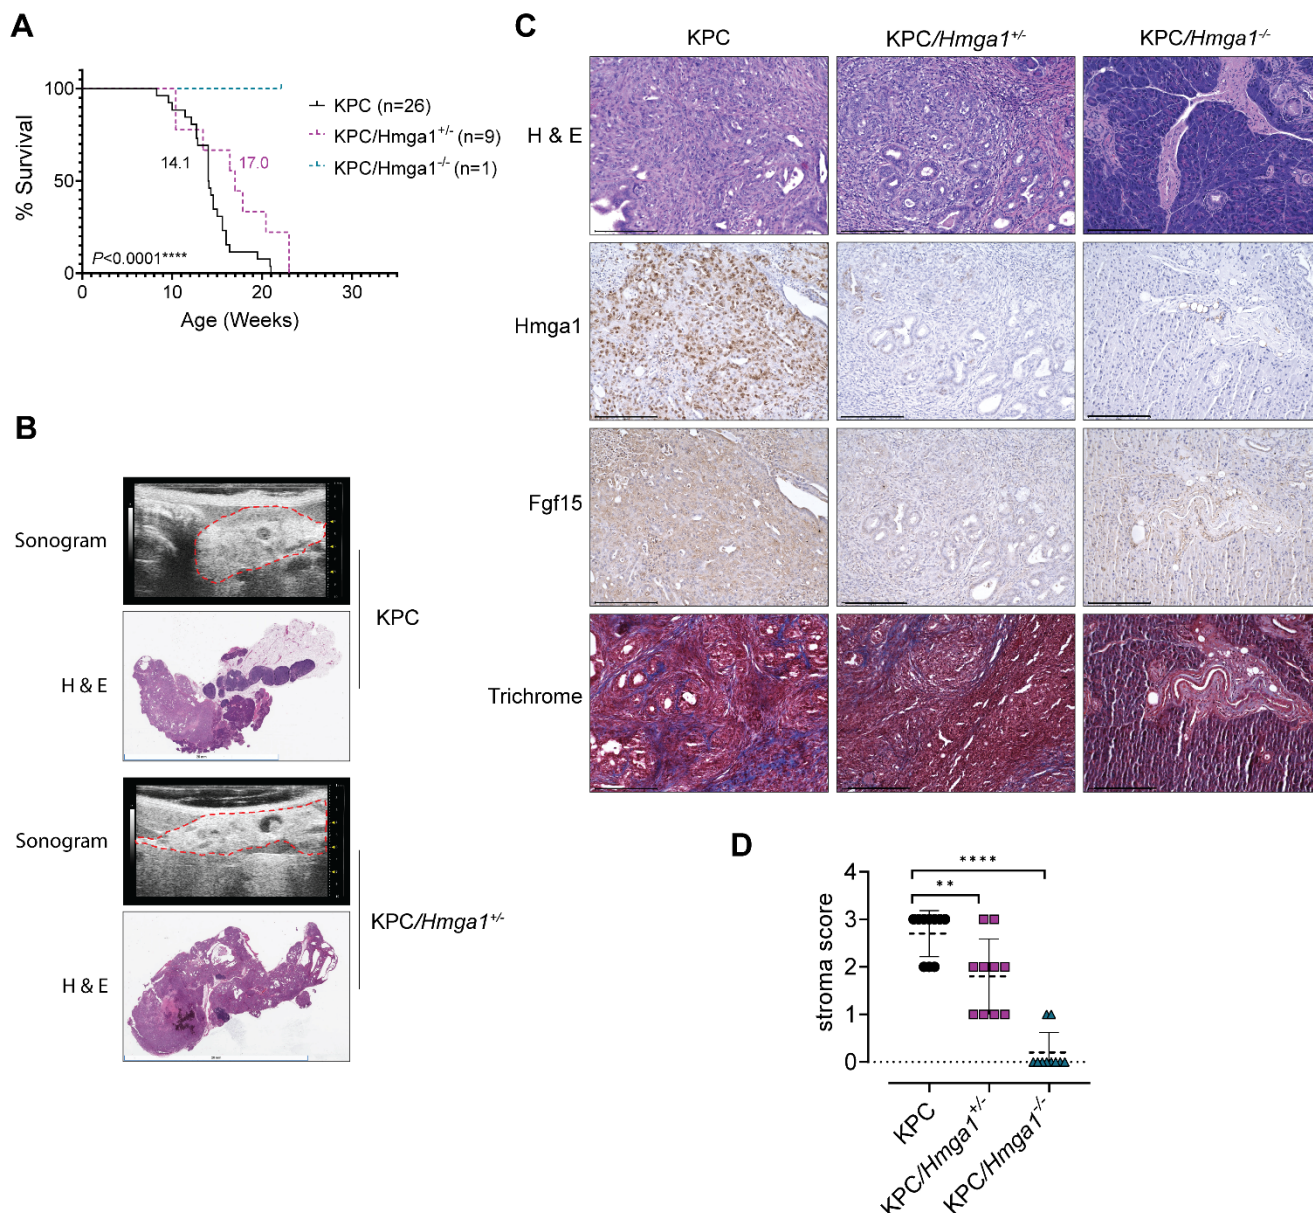 A
100
50
0
% Survival
0
10
20
30
Age (Weeks)
14.1
17.0
P<0.0001****
KPC (n=26)
KPC/Hmga1+/- (n=9)
KPC/Hmga1-/- (n=1)
B
Sonogram
H & E
KPC
Sonogram
H & E
KPC/Hmga1+/-
C
KPC
KPC/Hmga1+/-
KPC/Hmga1-/-
H & E
Hmga1
Fgf15
Trichrome
D
stroma score
4
3
2
1
0
****
**
KPC
KPC/Hmga1+/-
KPC/Hmga1-/-